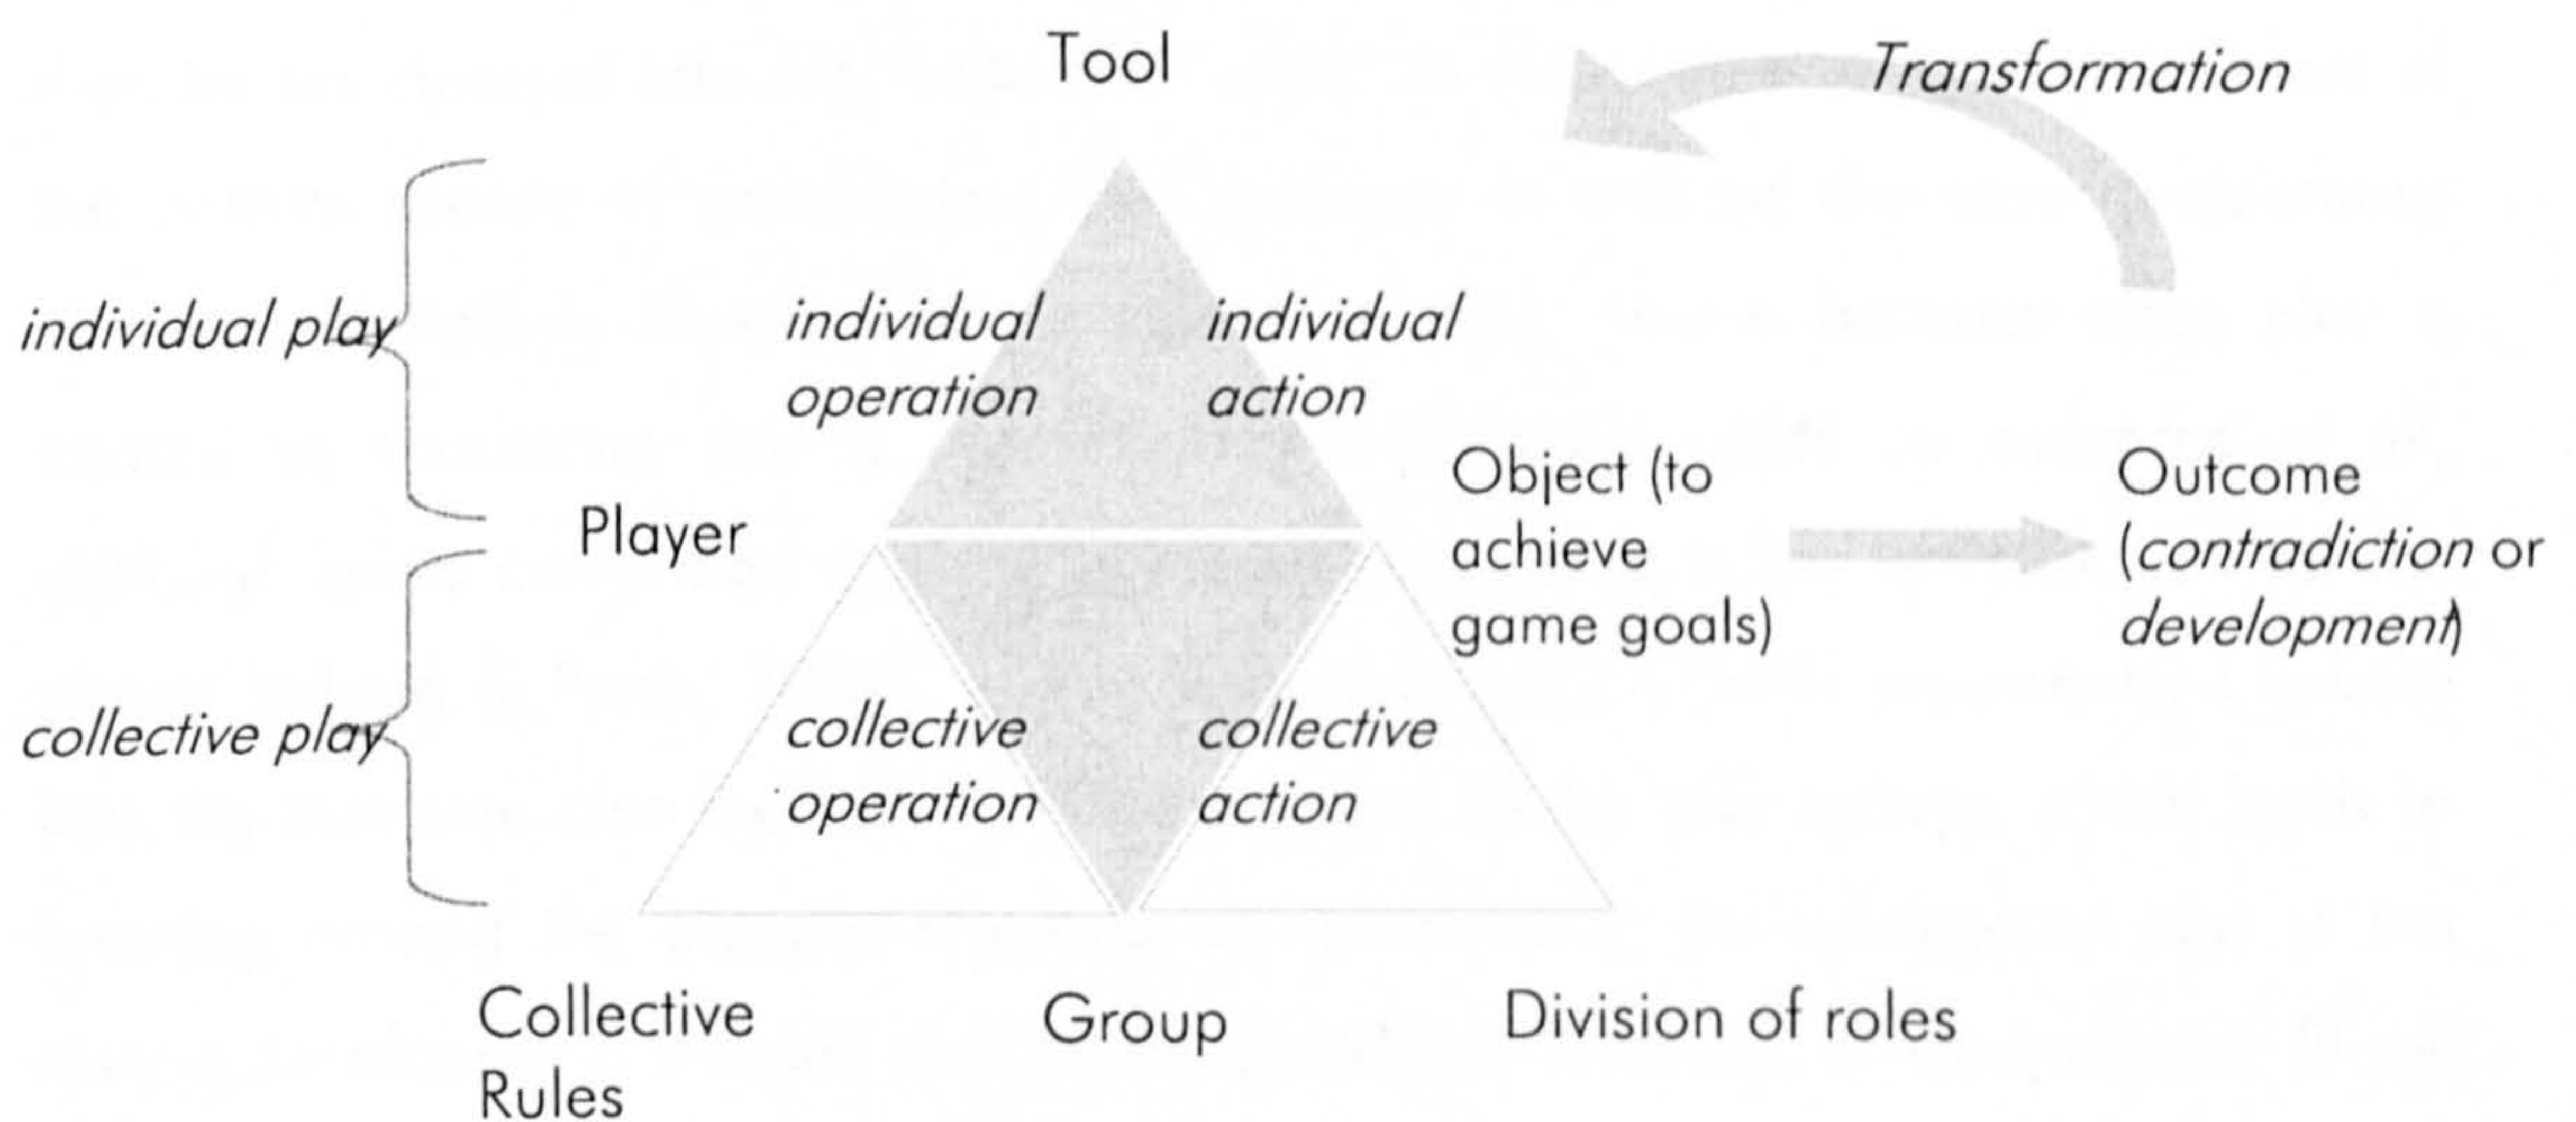 Tool
Transformation
individual play
individual
operation
individual
action
Player
Object (to
achieve
game goals)
Outcome
(contradiction or
development)
collective play
collective
operation
collective
action
Collective
Rules
Group
Division of roles